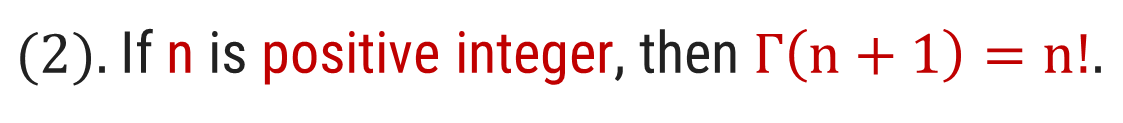 (2). If n is positive integer, then Γ(n + 1) = n!.